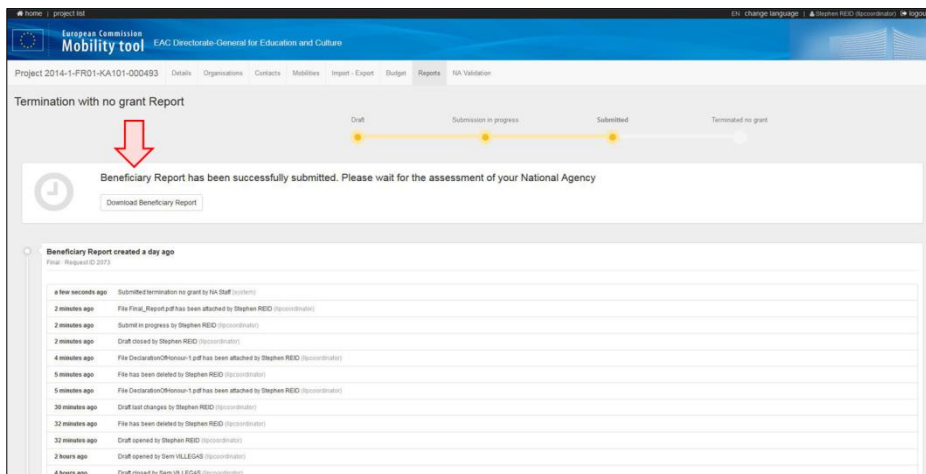 home | project list
EN change language | Stephen REID (lipcoordinator) logout
European Commission
Mobility tool EAC Directorate-General for Education and Culture
Project 2014-1-FR01-KA101-000493 Details Organisations Contacts Mobilities Import - Export Budget Reports NA Validation
Termination with no grant Report
Draft Submission in progress Submitted Terminated no grant
Beneficiary Report has been successfully submitted. Please wait for the assessment of your National Agency
Download Beneficiary Report
Beneficiary Report created a day ago
Final - Request ID 2073
a few seconds ago Submitted termination no grant by NA Staff (system)
2 minutes ago File Final_Report.pdf has been attached by Stephen REID (lipcoordinator)
2 minutes ago Submit in progress by Stephen REID (lipcoordinator)
2 minutes ago Draft closed by Stephen REID (lipcoordinator)
4 minutes ago File DeclarationOfHonour-1.pdf has been attached by Stephen REID (lipcoordinator)
5 minutes ago File has been deleted by Stephen REID (lipcoordinator)
5 minutes ago File DeclarationOfHonour-1.pdf has been attached by Stephen REID (lipcoordinator)
30 minutes ago Draft last changes by Stephen REID (lipcoordinator)
32 minutes ago File has been deleted by Stephen REID (lipcoordinator)
32 minutes ago Draft opened by Stephen REID (lipcoordinator)
2 hours ago Draft opened by Sem VILLEGAS (lipcoordinator)
4 hours ago Draft closed by Sem VILLEGAS (lipcoordinator)